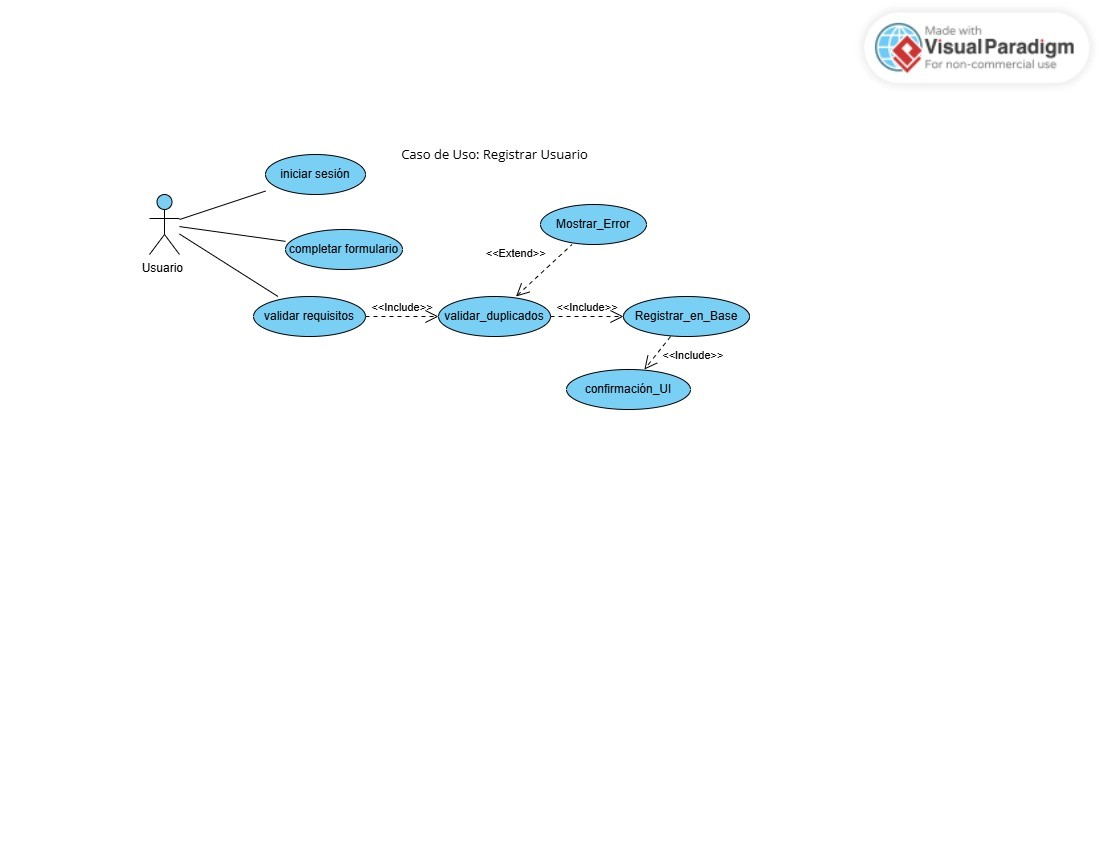 Made with
Visual Paradigm
For non-commercial use
Caso de Uso: Registrar Usuario
iniciar sesión
Mostrar_Error
completar formulario
<<Extend>>
Usuario
<<Include>>
<<Include>>
validar requisitos
validar_duplicados
Registrar_en_Base
<<Include>>
confirmación_UI